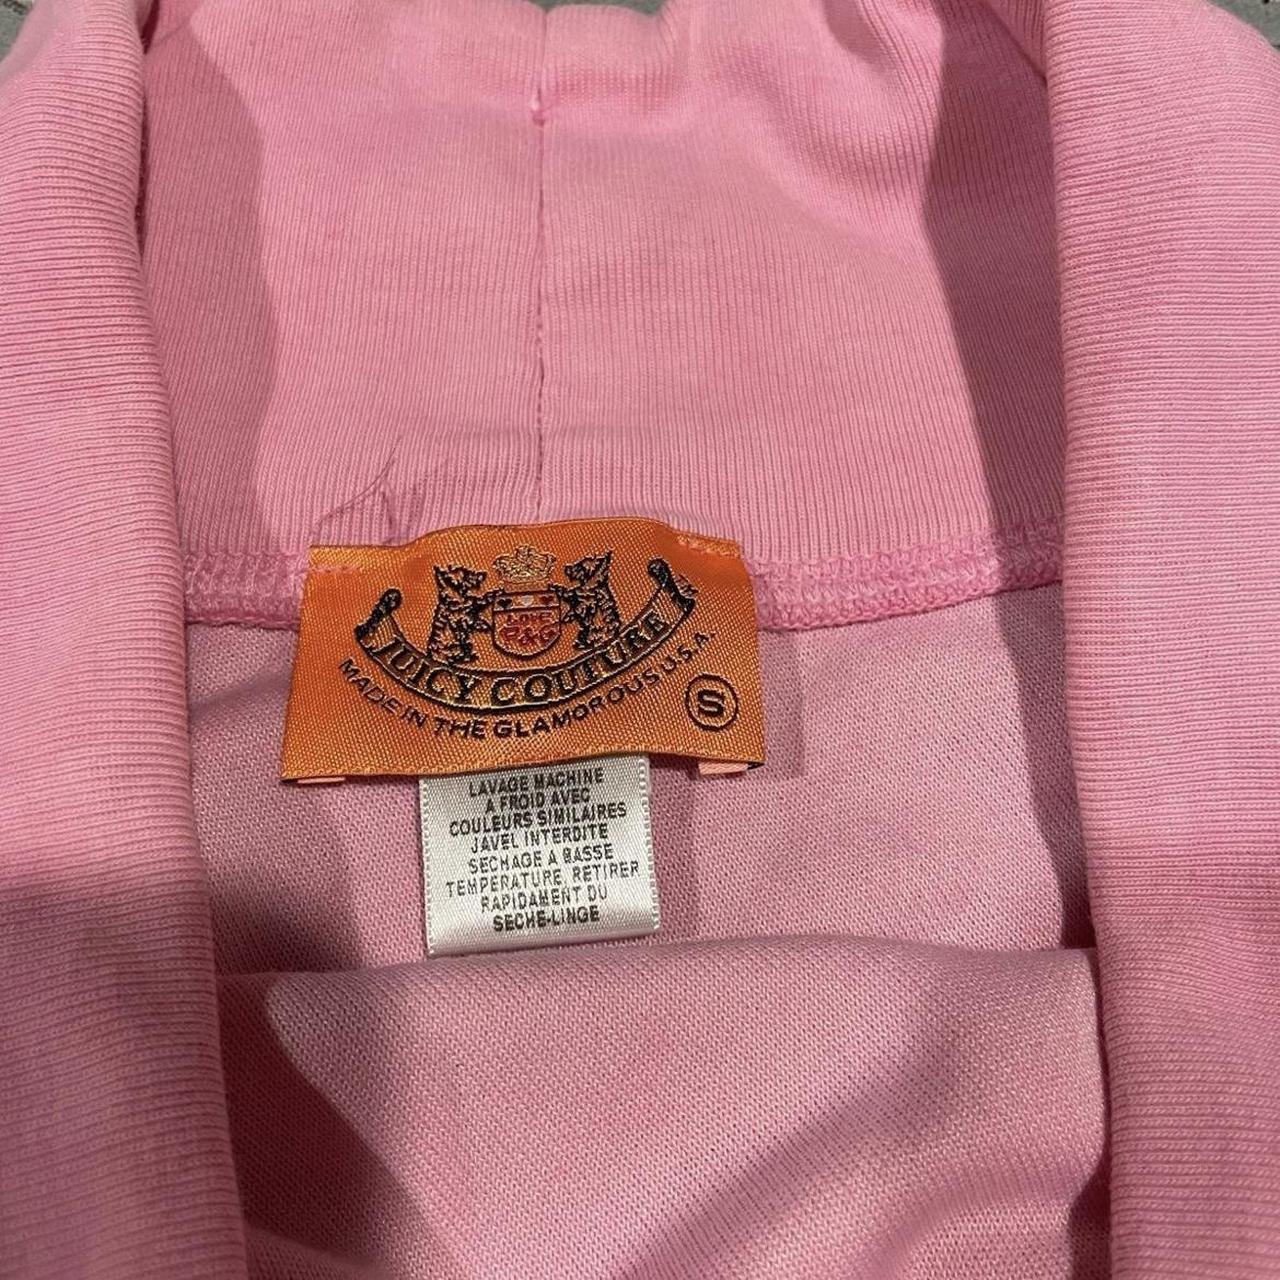 LOVE
P&G
JUICY COUTURE
MADE IN THE GLAMOROUS U.S.A.
S
LAVAGE MACHINE
A FROID AVEC
COULEURS SIMILAIRES
JAVEL INTERDITE
SECHAGE A BASSE
TEMPERATURE, RETIRER
RAPIDAMENT DU
SECHE-LINGE